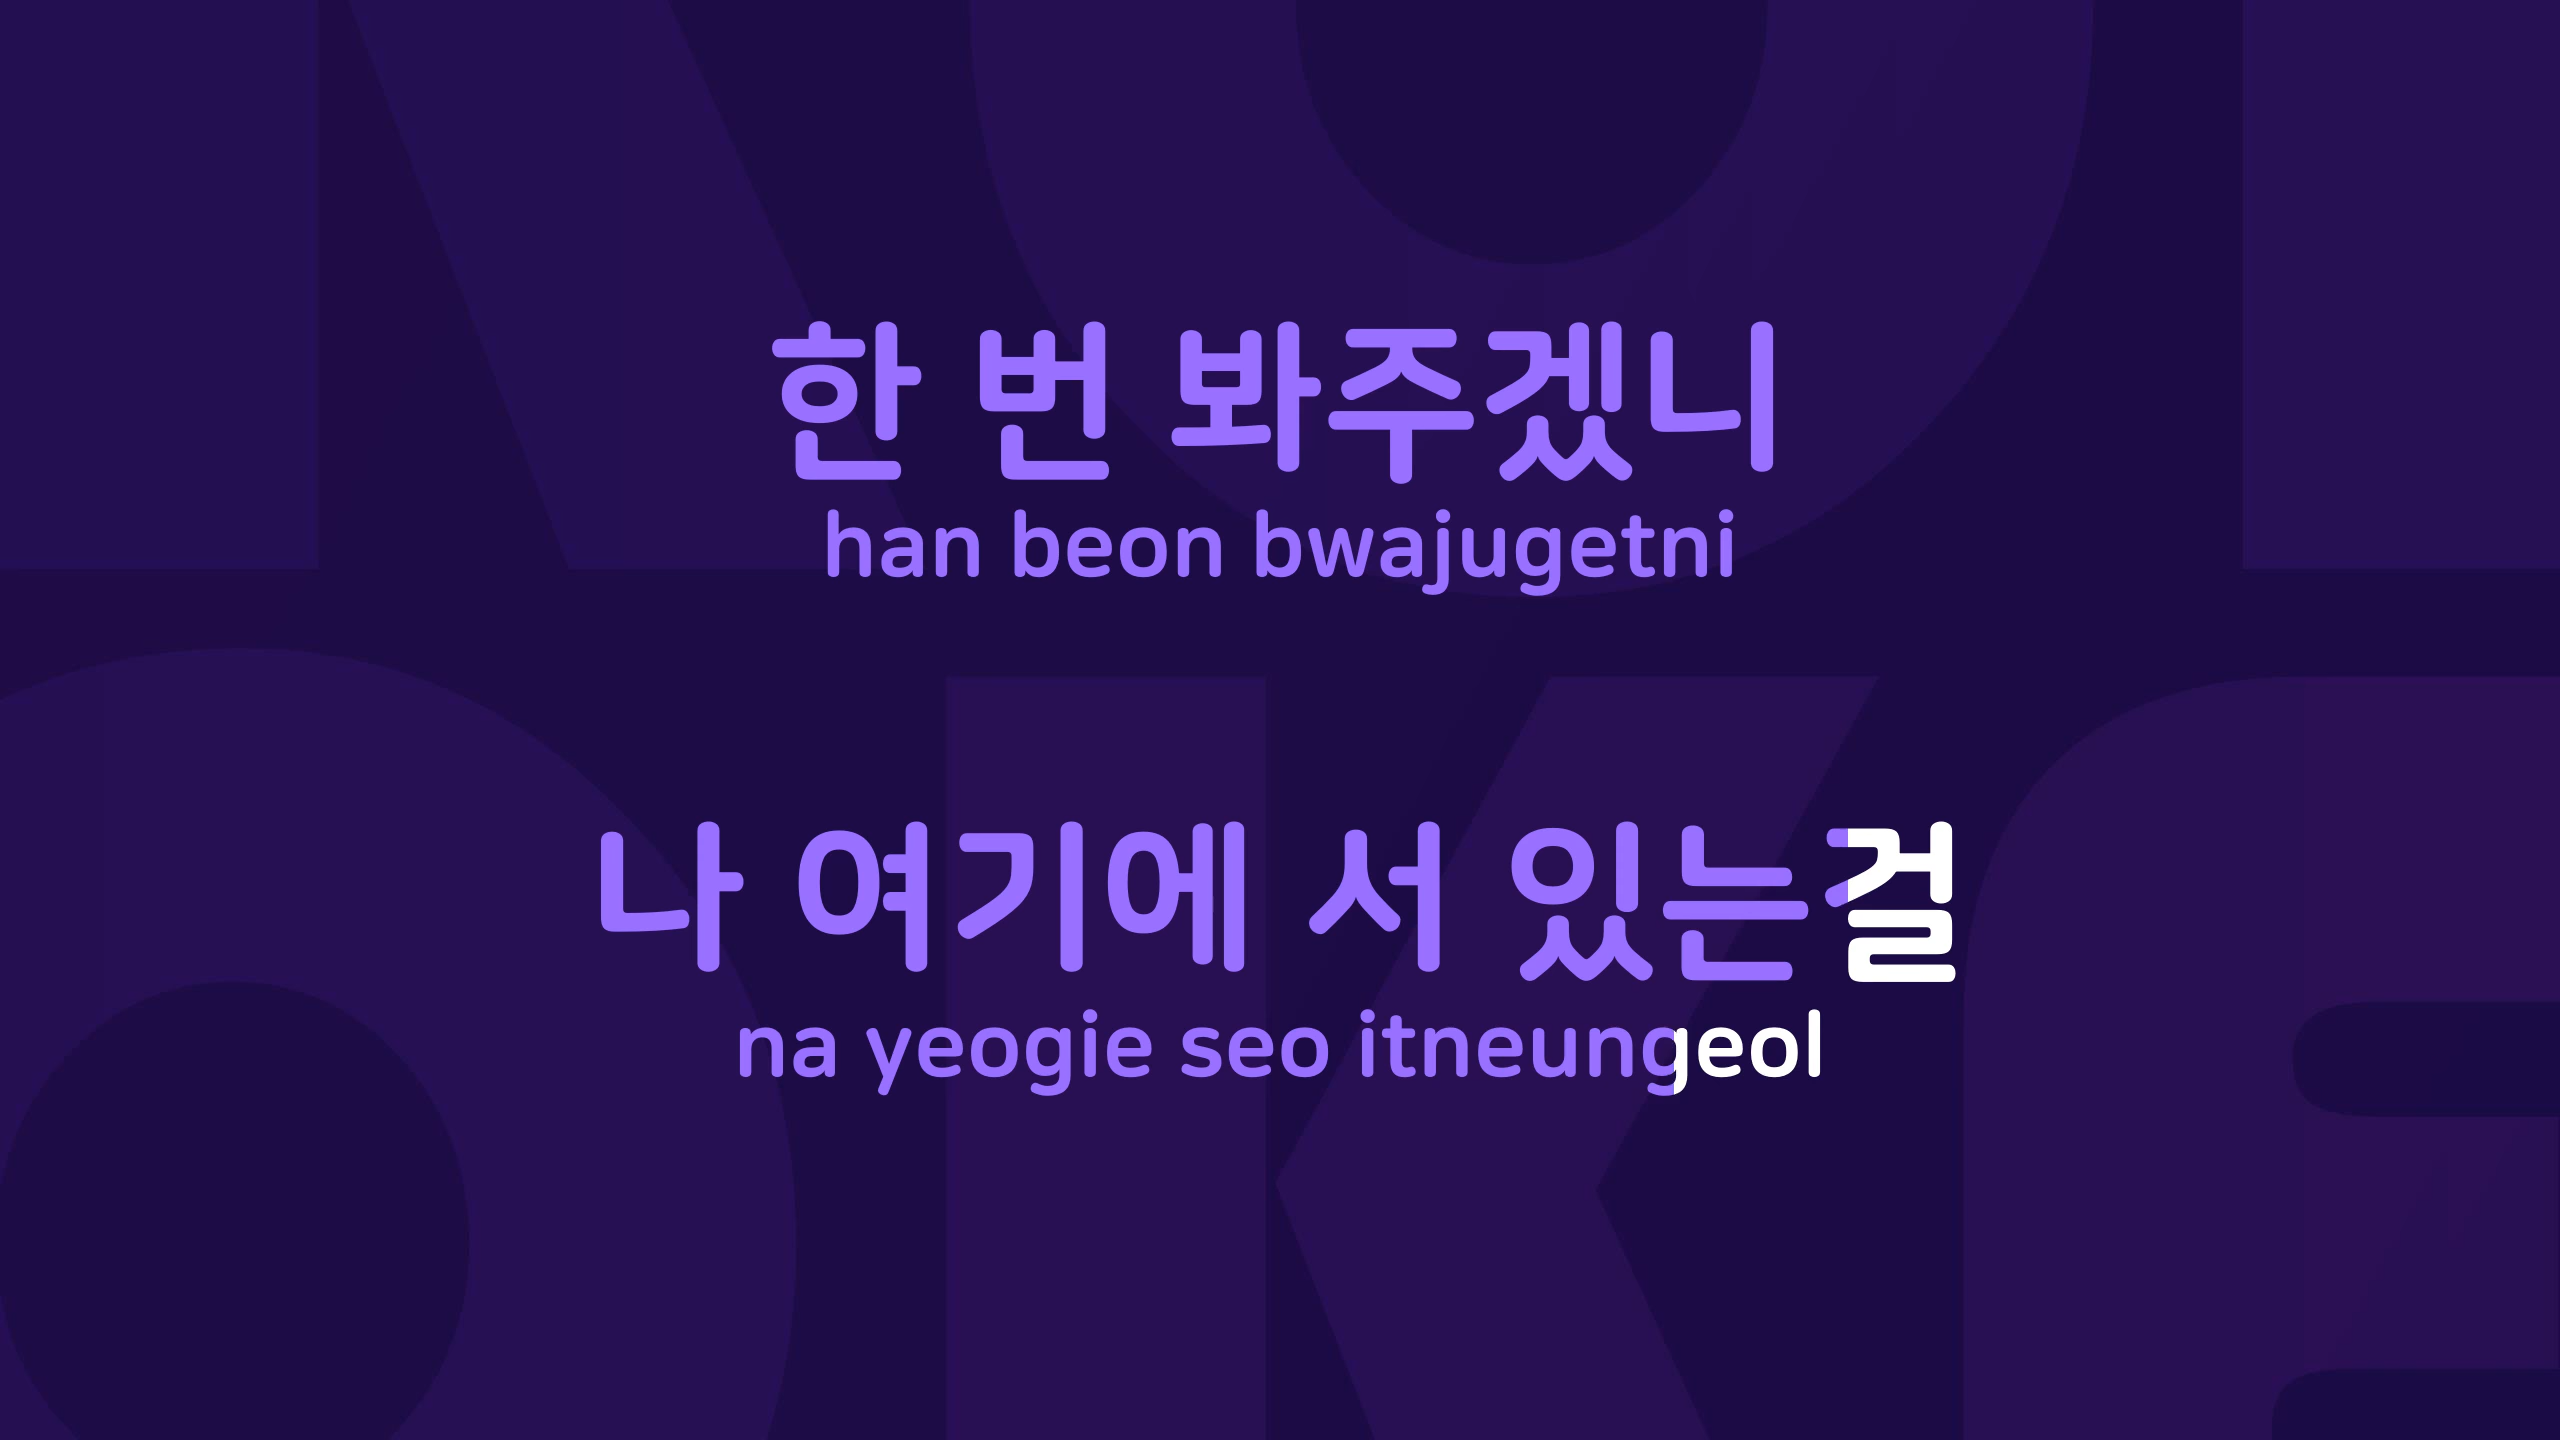 한 번 봐주겠니
han beon bwajugetni
나 여기에 서 있는걸
na yeogie seo itneungeol